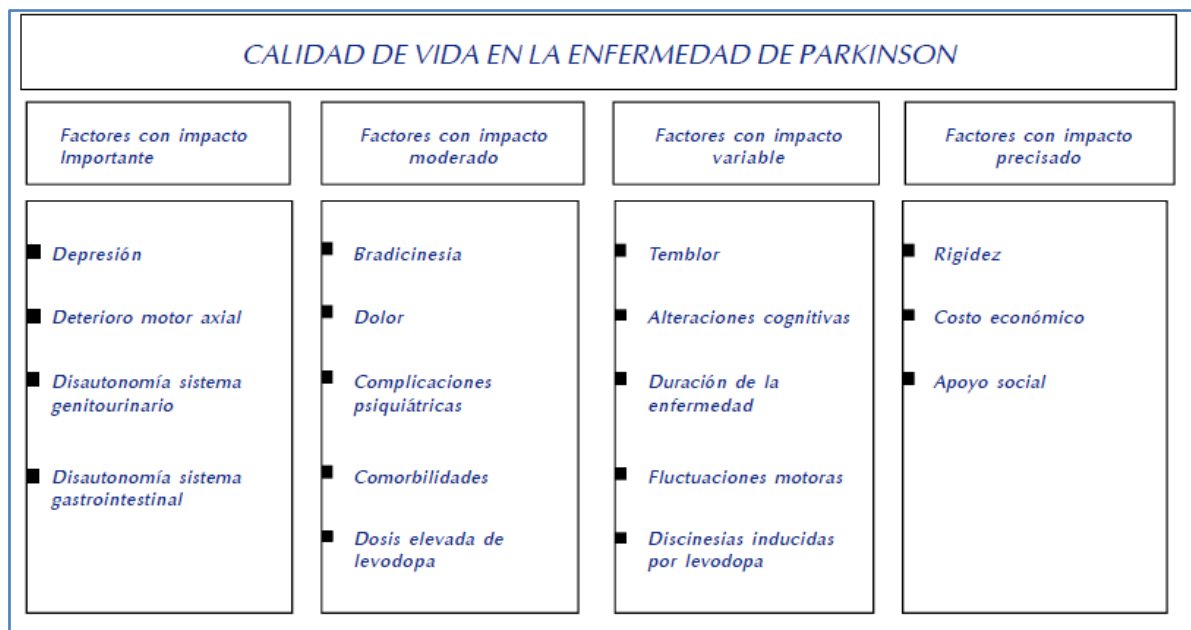 CALIDAD DE VIDA EN LA ENFERMEDAD DE PARKINSON
Factores con impacto
Importante
Factores con impacto
moderado
Factores con impacto
variable
Factores con impacto
precisado
Depresión
Deterioro motor axial
Disautonomía sistema
genitourinario
Disautonomía sistema
gastrointestinal
Bradicinesia
Dolor
Complicaciones
psiquiátricas
Comorbilidades
Dosis elevada de
levodopa
Temblor
Alteraciones cognitivas
Duración de la
enfermedad
Fluctuaciones motoras
Discinesias inducidas
por levodopa
Rigidez
Costo económico
Apoyo social